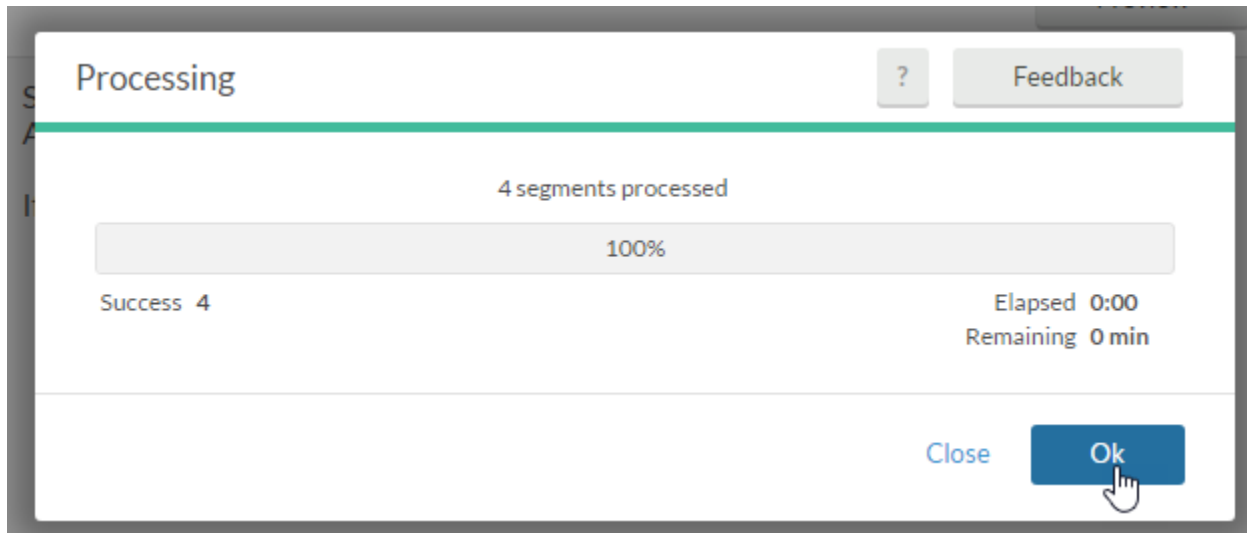 Processing
?
Feedback
4 segments processed
100%
Success 4
Elapsed 0:00
Remaining 0 min
Close
Ok